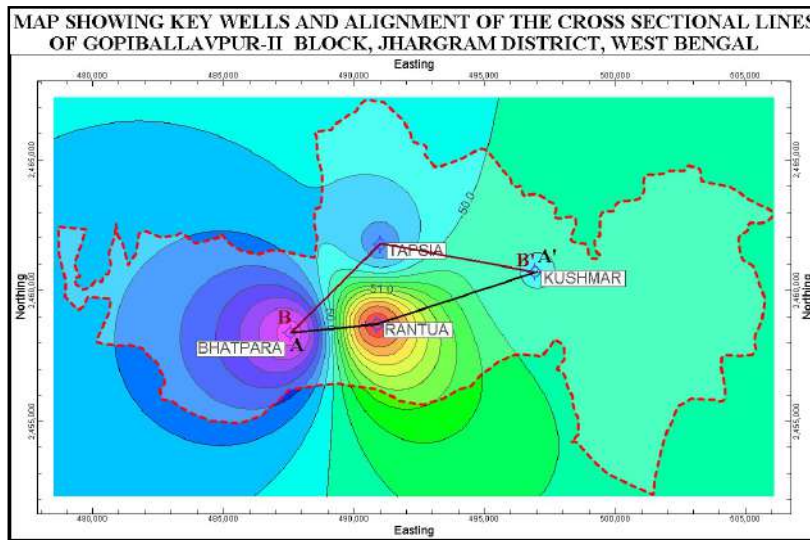 MAP SHOWING KEY WELLS AND ALIGNMENT OF THE CROSS SECTIONAL LINES
OF GOPIBALLAVPUR-II BLOCK, JHARGRAM DISTRICT, WEST BENGAL
Easting
480,000 485,000 490,000 495,000 500,000 505,000
2,465,000 2,465,000
50.0
TAPSIA
B' A'
KUSHMAR
Northing 2,460,000 2,460,000 Northing
51.0
B
RANTUA
BHATPARA A
2,455,000 2,455,000
480,000 485,000 490,000 495,000 500,000 505,000
Easting